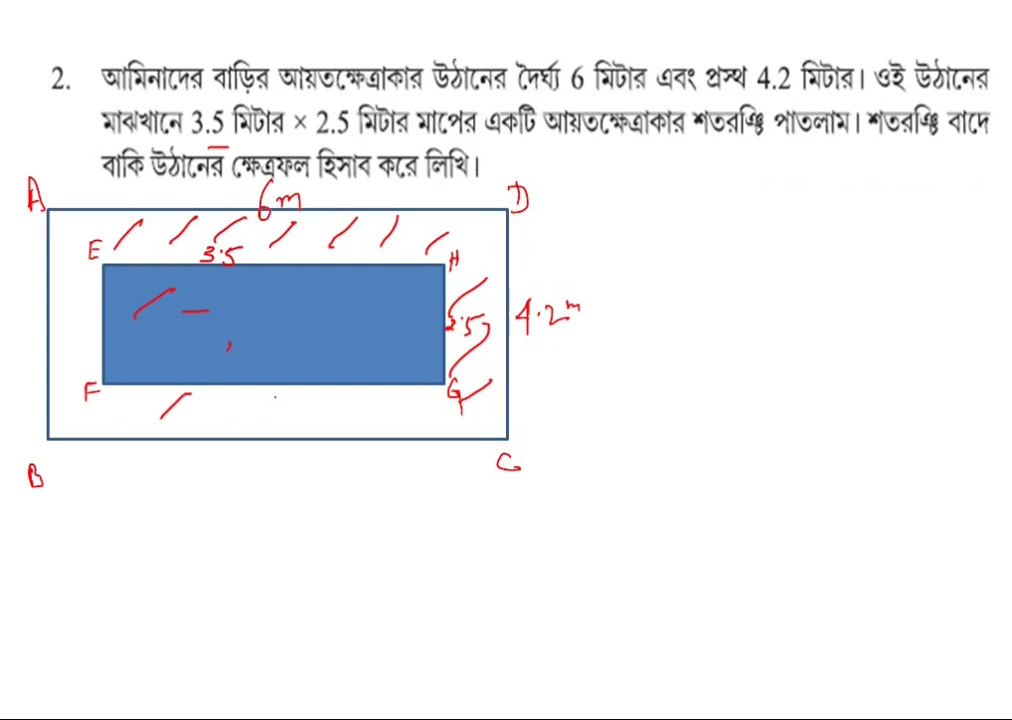 2. আমিনাদের বাড়ির আয়তক্ষেত্রাকার উঠানের দৈর্ঘ্য 6 মিটার এবং প্রস্থ 4.2 মিটার। ওই উঠানের
মাঝখানে 3.5 মিটার × 2.5 মিটার মাপের একটি আয়তক্ষেত্রাকার শতরঞ্জি পাতলাম। শতরঞ্জি বাদে
বাকি উঠানের ক্ষেত্রফল হিসাব করে লিখি।
A 6m D
E 3.5 H
2.5 4.2m
F G
B C